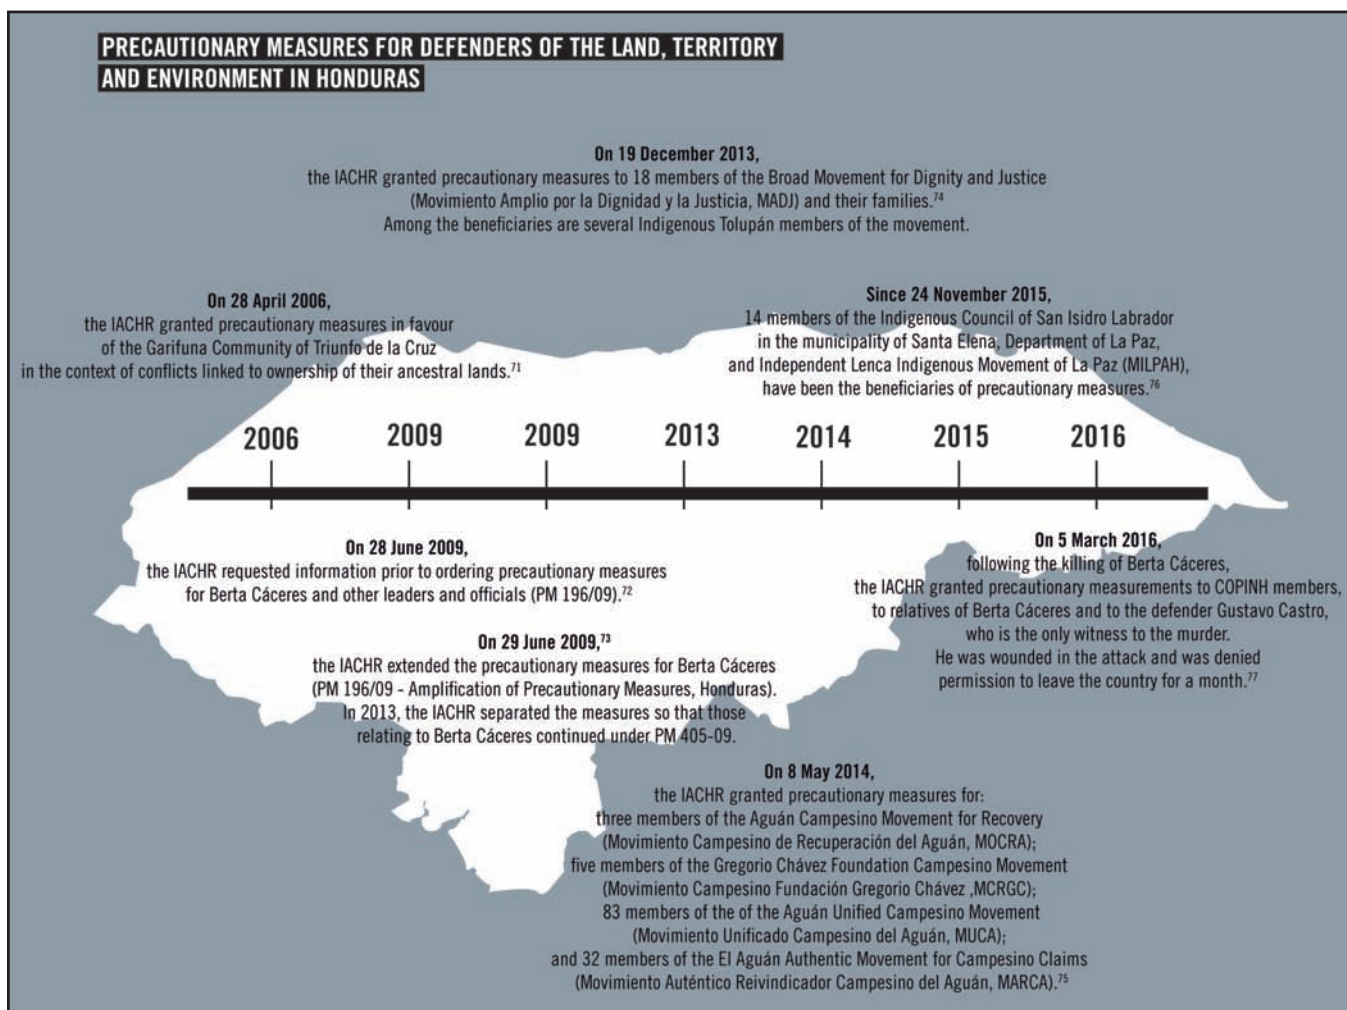 PRECAUTIONARY MEASURES FOR DEFENDERS OF THE LAND, TERRITORY
AND ENVIRONMENT IN HONDURAS
On 19 December 2013,
the IACHR granted precautionary measures to 18 members of the Broad Movement for Dignity and Justice
(Movimiento Amplio por la Dignidad y la Justicia, MADJ) and their families.74
Among the beneficiaries are several Indigenous Tolupán members of the movement.
On 28 April 2006,
the IACHR granted precautionary measures in favour
of the Garifuna Community of Triunfo de la Cruz
in the context of conflicts linked to ownership of their ancestral lands.71
Since 24 November 2015,
14 members of the Indigenous Council of San Isidro Labrador
in the municipality of Santa Elena, Department of La Paz,
and Independent Lenca Indigenous Movement of La Paz (MILPAH),
have been the beneficiaries of precautionary measures.76
2006 2009 2009 2013 2014 2015 2016
On 28 June 2009,
the IACHR requested information prior to ordering precautionary measures
for Berta Cáceres and other leaders and officials (PM 196/09).72
On 29 June 2009,73
the IACHR extended the precautionary measures for Berta Cáceres
(PM 196/09 - Amplification of Precautionary Measures, Honduras).
In 2013, the IACHR separated the measures so that those
relating to Berta Cáceres continued under PM 405-09.
On 5 March 2016,
following the killing of Berta Cáceres,
the IACHR granted precautionary measurements to COPINH members,
to relatives of Berta Cáceres and to the defender Gustavo Castro,
who is the only witness to the murder.
He was wounded in the attack and was denied
permission to leave the country for a month.77
On 8 May 2014,
the IACHR granted precautionary measures for:
three members of the Aguán Campesino Movement for Recovery
(Movimiento Campesino de Recuperación del Aguán, MOCRA);
five members of the Gregorio Chávez Foundation Campesino Movement
(Movimiento Campesino Fundación Gregorio Chávez ,MCRGC);
83 members of the of the Aguán Unified Campesino Movement
(Movimiento Unificado Campesino del Aguán, MUCA);
and 32 members of the El Aguán Authentic Movement for Campesino Claims
(Movimiento Auténtico Reivindicador Campesino del Aguán, MARCA).75